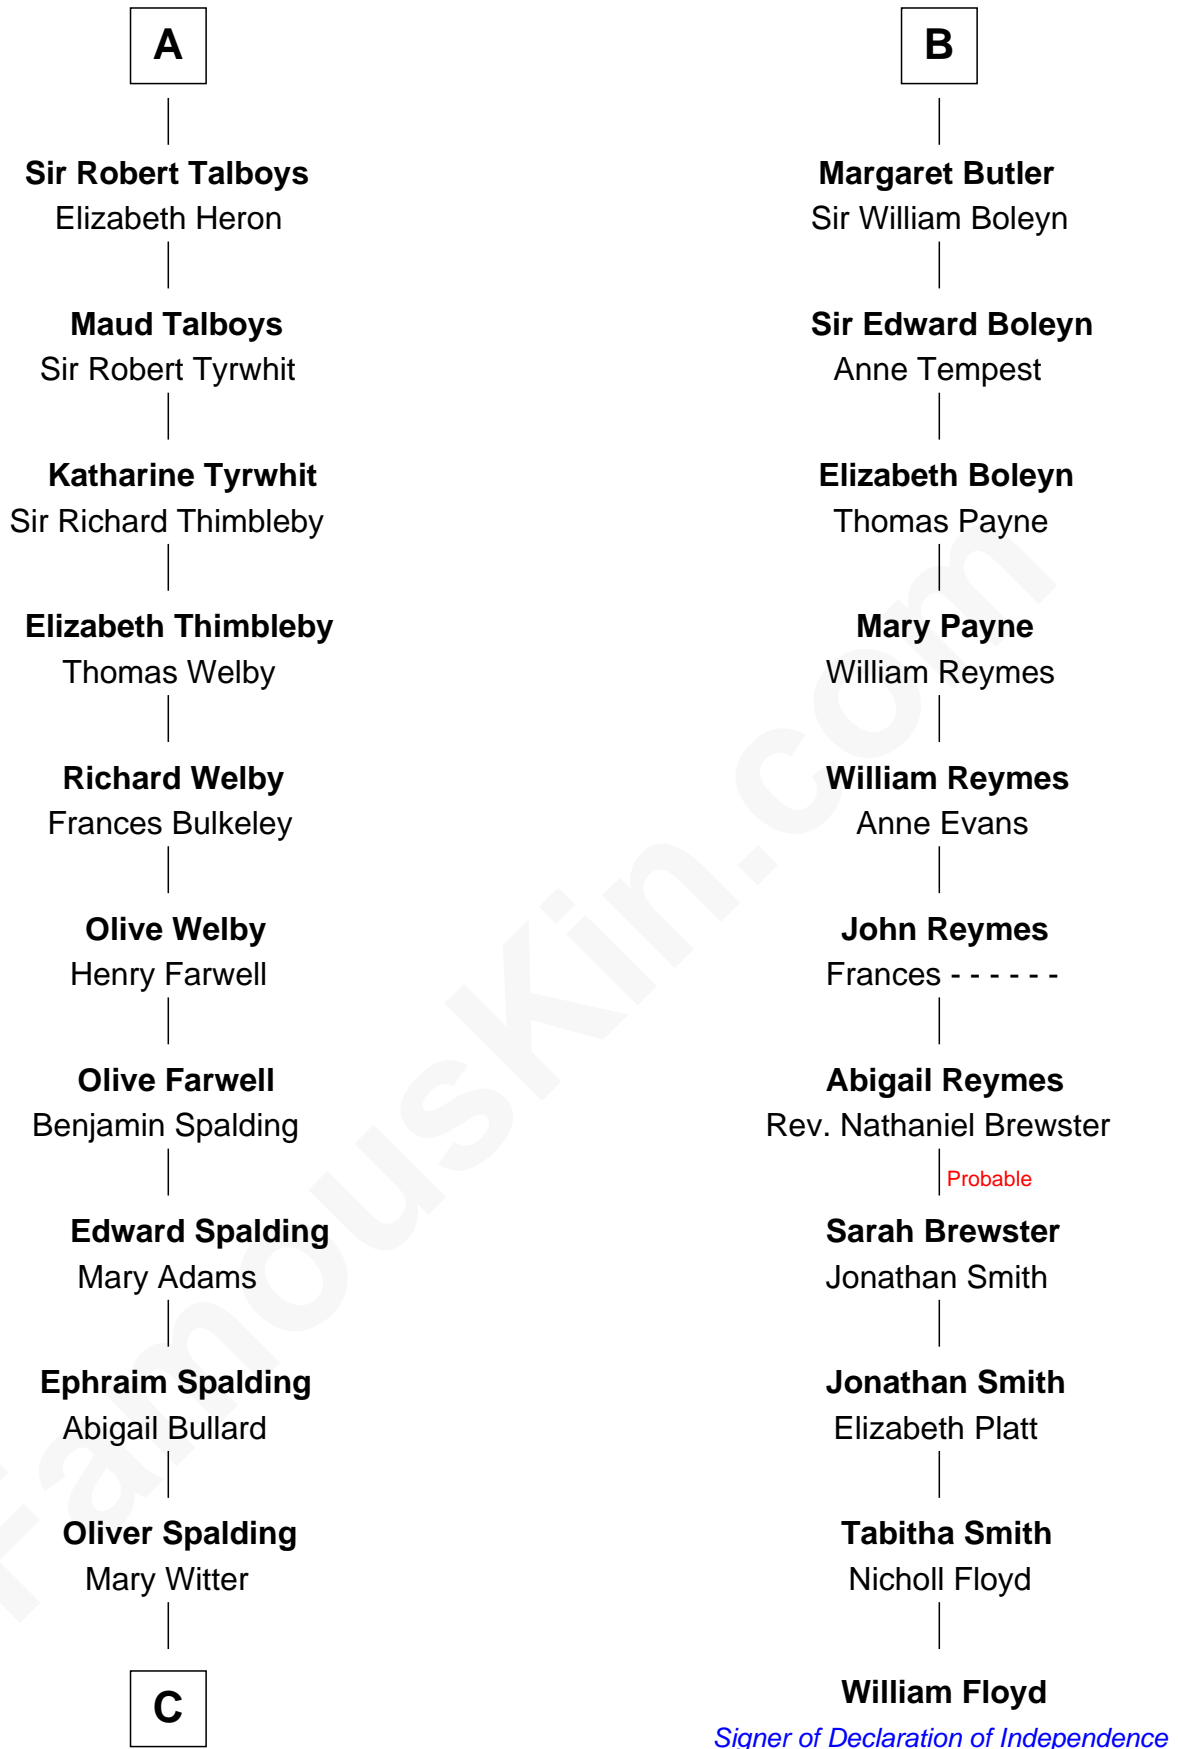 A
Sir Robert Talboys
Elizabeth Heron
Maud Talboys
Sir Robert Tyrwhit
Katharine Tyrwhit
Sir Richard Thimbleby
Elizabeth Thimbleby
Thomas Welby
Richard Welby
Frances Bulkeley
Olive Welby
Henry Farwell
Olive Farwell
Benjamin Spalding
Edward Spalding
Mary Adams
Ephraim Spalding
Abigail Bullard
Oliver Spalding
Mary Witter
C
B
Margaret Butler
Sir William Boleyn
Sir Edward Boleyn
Anne Tempest
Elizabeth Boleyn
Thomas Payne
Mary Payne
William Reymes
William Reymes
Anne Evans
John Reymes
Frances - - - - - -
Abigail Reymes
Rev. Nathaniel Brewster
Probable
Sarah Brewster
Jonathan Smith
Jonathan Smith
Elizabeth Platt
Tabitha Smith
Nicholl Floyd
William Floyd
Signer of Declaration of Independence
FamousKin.com